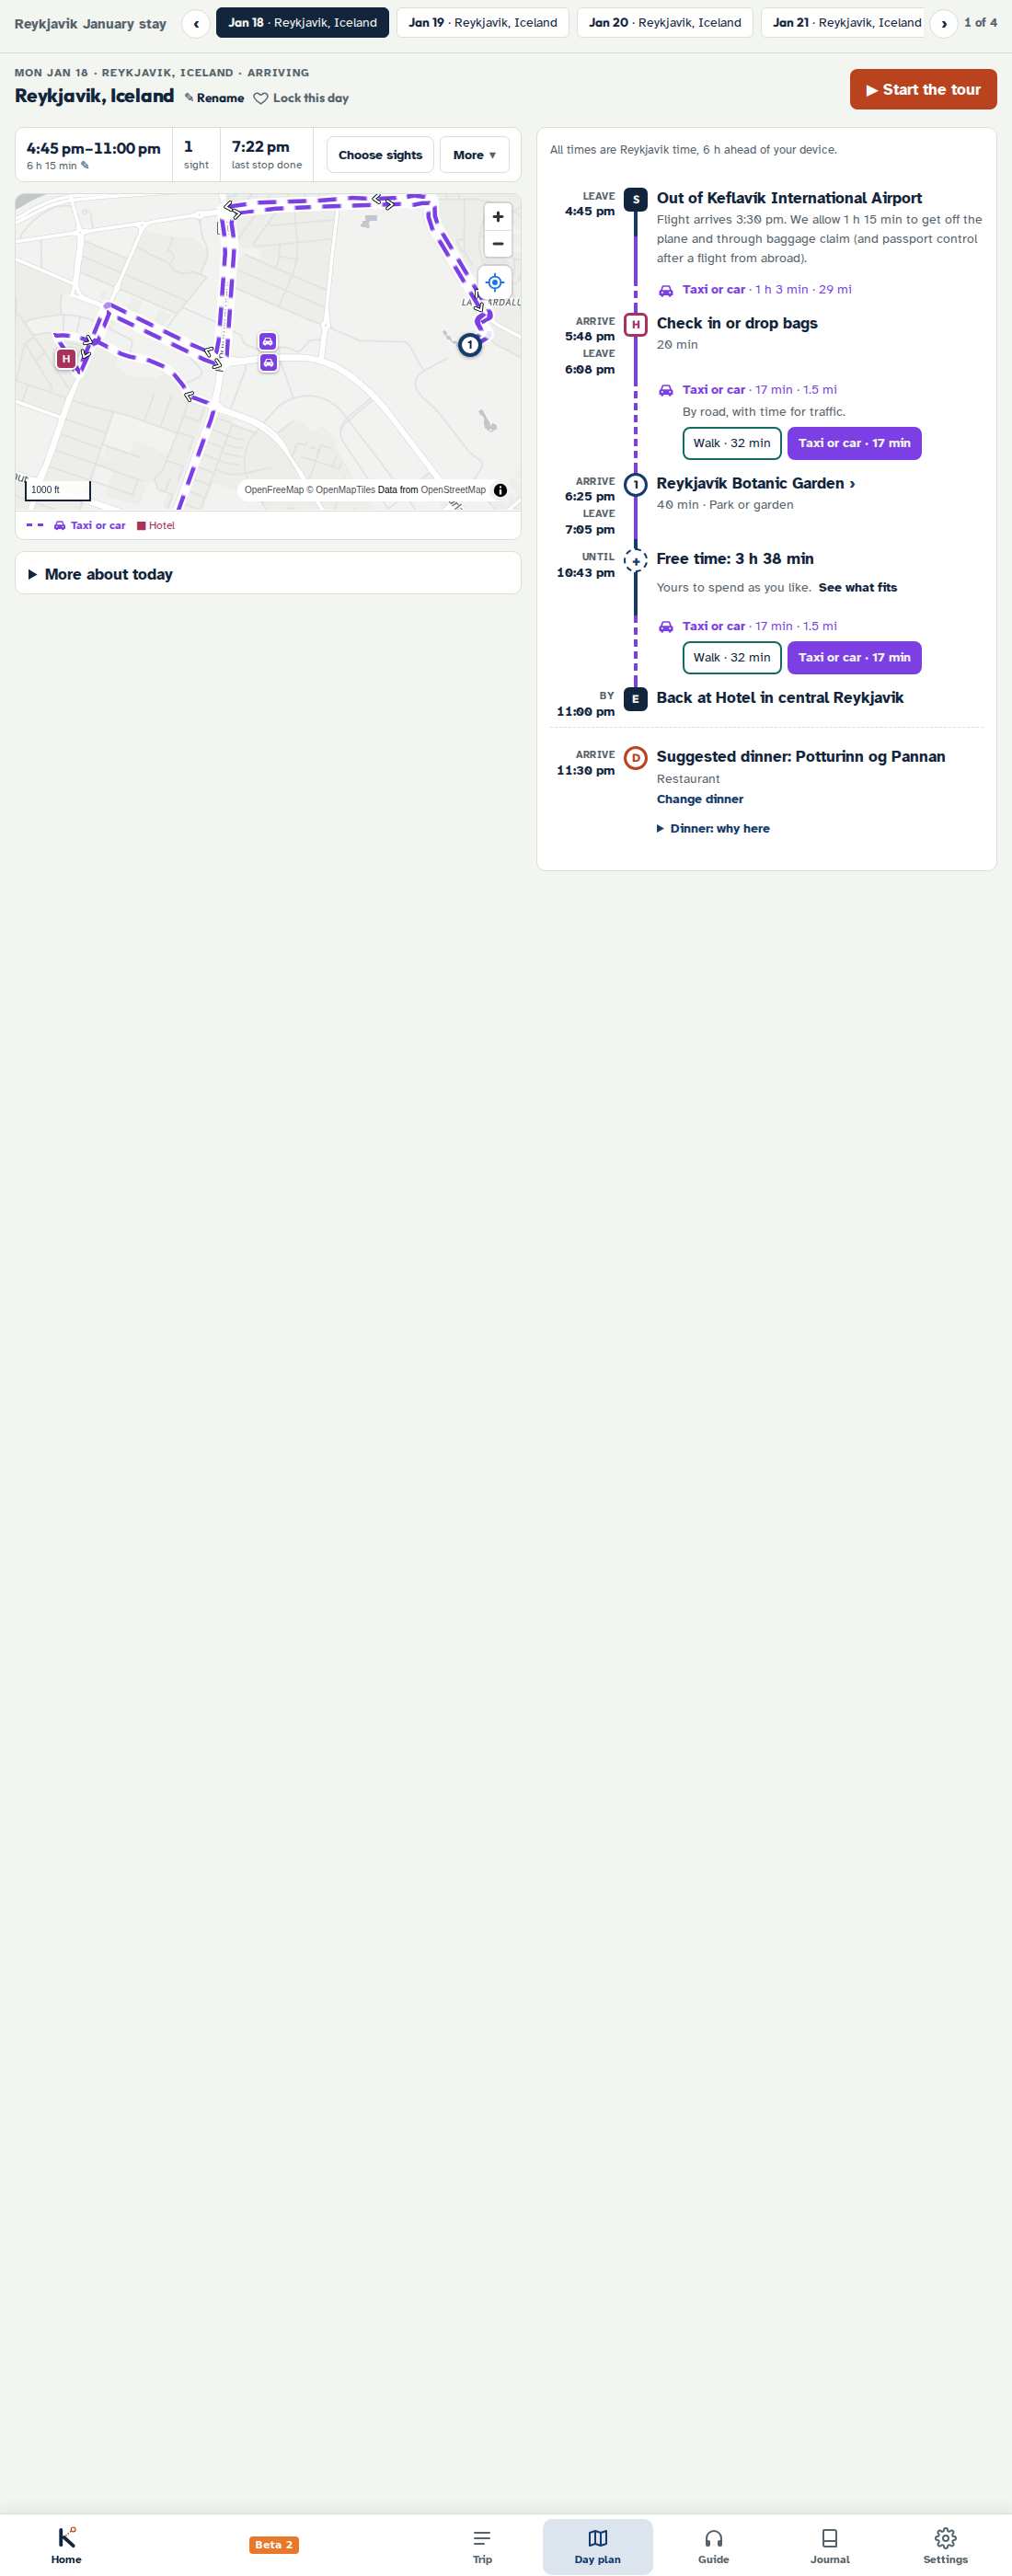 Reykjavik January stay
‹
Jan 18 · Reykjavik, Iceland
Jan 19 · Reykjavik, Iceland
Jan 20 · Reykjavik, Iceland
Jan 21 · Reykjavik, Iceland
›
1 of 4
MON JAN 18 · REYKJAVIK, ICELAND · ARRIVING
Reykjavik, Iceland
✎ Rename
Lock this day
▶ Start the tour
4:45 pm–11:00 pm
6 h 15 min ✎
1
sight
7:22 pm
last stop done
Choose sights
More ▾
+
−
H
1
1000 ft
OpenFreeMap © OpenMapTiles Data from OpenStreetMap
Taxi or car
Hotel
▶ More about today
All times are Reykjavik time, 6 h ahead of your device.
LEAVE
4:45 pm
S
Out of Keflavík International Airport
Flight arrives 3:30 pm. We allow 1 h 15 min to get off the
plane and through baggage claim (and passport control
after a flight from abroad).
Taxi or car · 1 h 3 min · 29 mi
ARRIVE
5:48 pm
LEAVE
6:08 pm
H
Check in or drop bags
20 min
Taxi or car · 17 min · 1.5 mi
By road, with time for traffic.
Walk · 32 min
Taxi or car · 17 min
ARRIVE
6:25 pm
LEAVE
7:05 pm
1
Reykjavik Botanic Garden ›
40 min · Park or garden
UNTIL
10:43 pm
+
Free time: 3 h 38 min
Yours to spend as you like. See what fits
Taxi or car · 17 min · 1.5 mi
Walk · 32 min
Taxi or car · 17 min
BY
11:00 pm
E
Back at Hotel in central Reykjavik
ARRIVE
11:30 pm
D
Suggested dinner: Potturinn og Pannan
Restaurant
Change dinner
▶ Dinner: why here
Home
Beta 2
Trip
Day plan
Guide
Journal
Settings